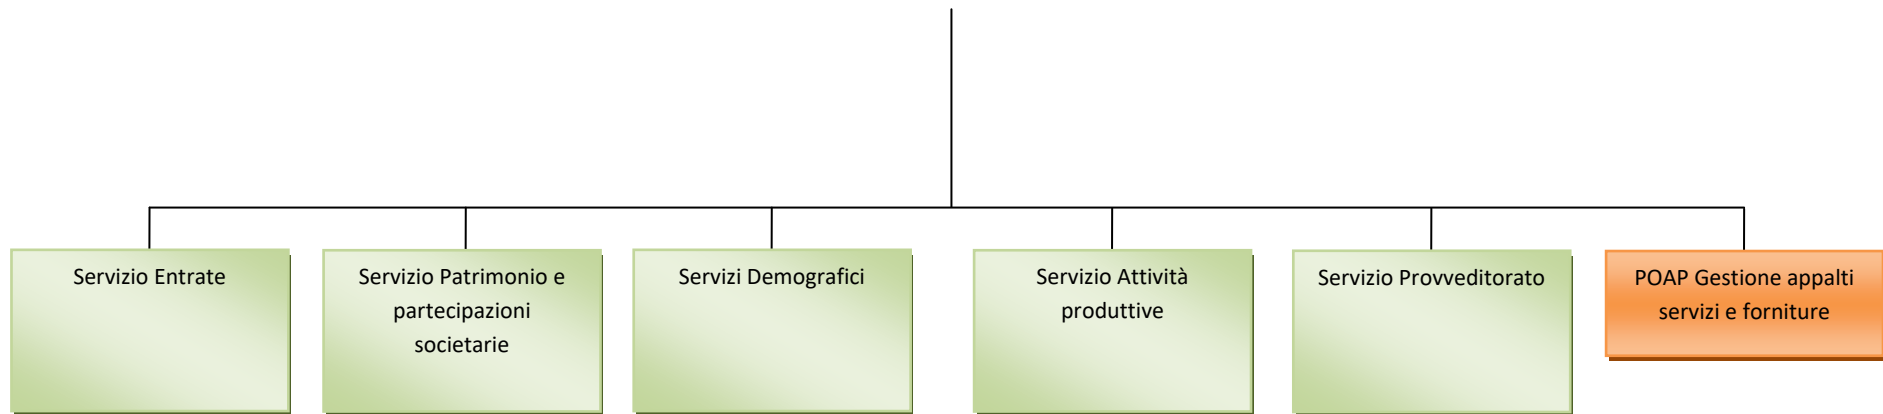 Servizio Entrate
Servizio Patrimonio e
partecipazioni
societarie
Servizi Demografici
Servizio Attività
produttive
Servizio Provveditorato
POAP Gestione appalti
servizi e forniture